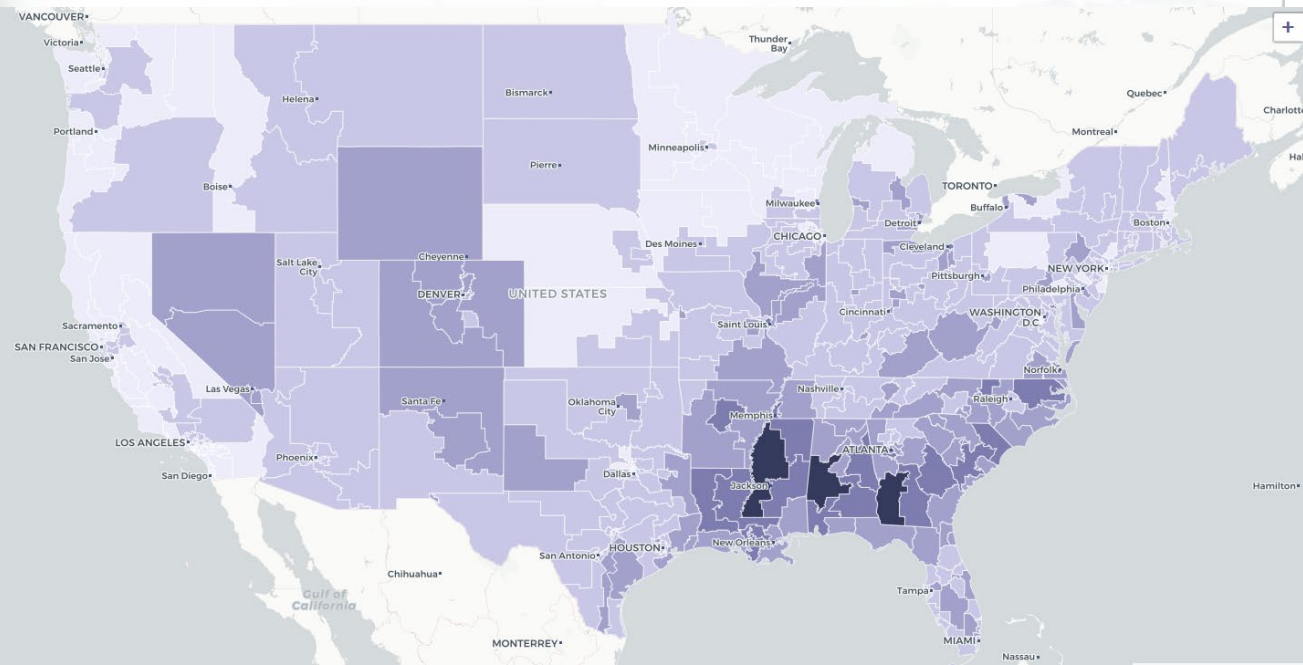 VANCOUVER
Victoria
Seattle
Portland
Helena
Boise
Bismarck
Pierre
Minneapolis
Thunder
Bay
Quebec
Montreal
Charlotte
Ha
TORONTO
Buffalo
Boston
Milwaukee
Detroit
CHICAGO
Des Moines
Cleveland
Pittsburgh
NEW YORK
Philadelphia
WASHINGTON
D.C.
Cheyenne
Salt Lake
City
DENVER
UNITED STATES
Saint Louis
Cincinnati
Norfolk
Sacramento
SAN FRANCISCO
San Jose
Las Vegas
Santa Fe
Oklahoma
City
Nashville
Memphis
Raleigh
ATLANTA
LOS ANGELES
San Diego
Phoenix
Dallas
Jackson
Hamilton
New Orleans
HOUSTON
San Antonio
Chihuahua
Gulf of
California
MONTERREY
Tampa
MIAMI
Nassau
+